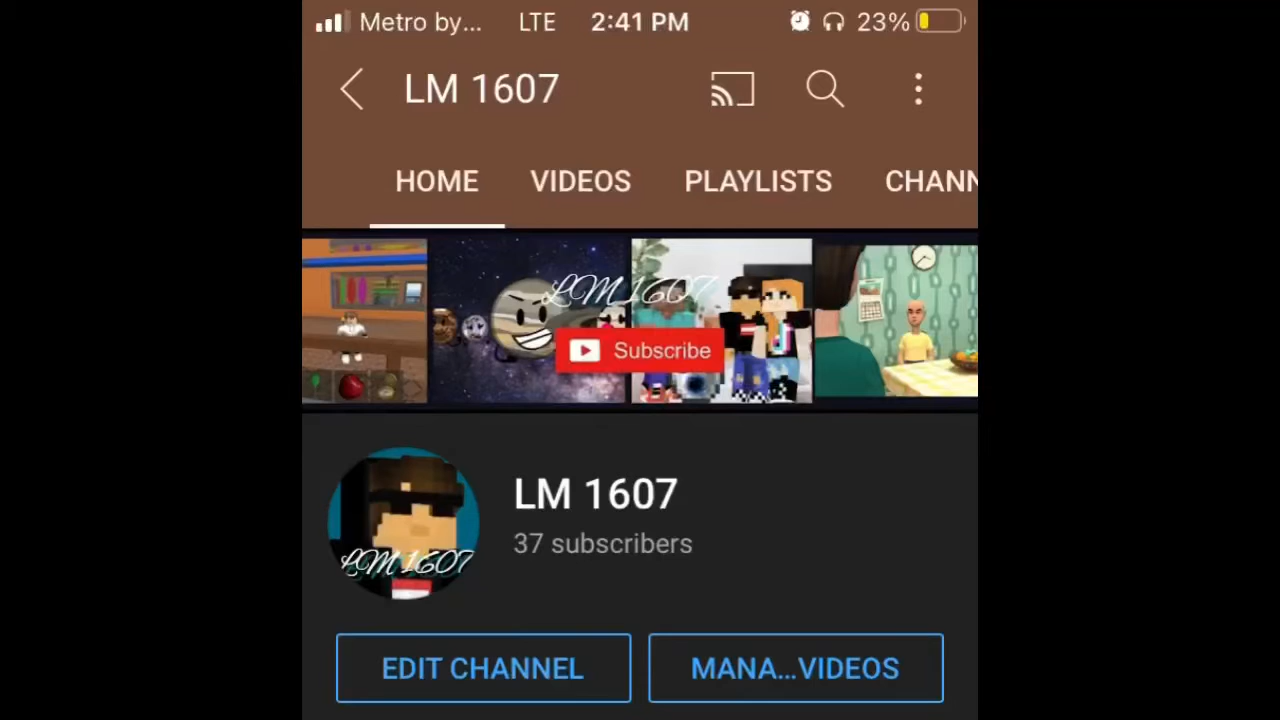 Metro by... LTE 2:41 PM 23%
LM 1607
HOME VIDEOS PLAYLISTS CHANN
LM 1607
Subscribe
LM 1607
37 subscribers
LM 1607
EDIT CHANNEL MANA...VIDEOS